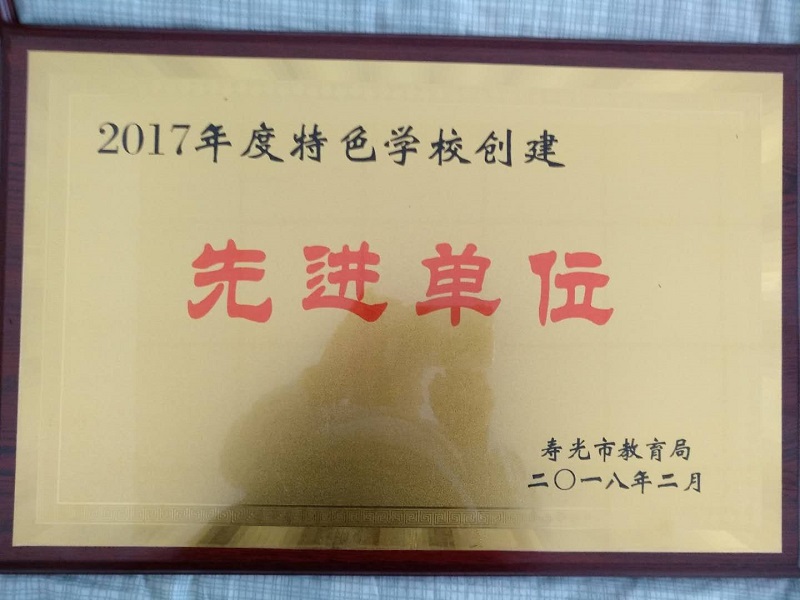 2017年度特色学校创建
先进单位
寿光市教育局
二〇一八年二月